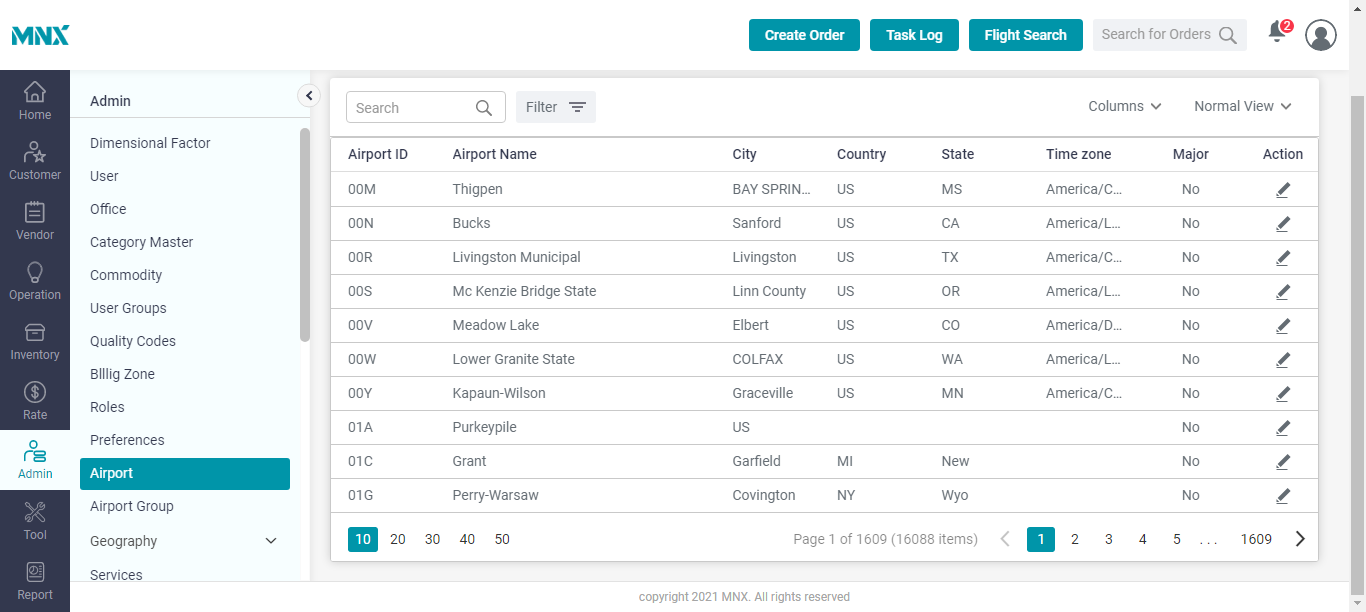 MNX
Create Order Task Log Flight Search Search for Orders 2
Home
Customer
Vendor
Operation
Inventory
Rate
Admin
Tool
Report
Admin
Dimensional Factor
User
Office
Category Master
Commodity
User Groups
Quality Codes
Blllig Zone
Roles
Preferences
Airport
Airport Group
Geography
Services
Search Filter Columns Normal View
Airport ID Airport Name City Country State Time zone Major Action
00M Thigpen BAY SPRIN... US MS America/C... No
00N Bucks Sanford US CA America/L... No
00R Livingston Municipal Livingston US TX America/C... No
00S Mc Kenzie Bridge State Linn County US OR America/L... No
00V Meadow Lake Elbert US CO America/D... No
00W Lower Granite State COLFAX US WA America/L... No
00Y Kapaun-Wilson Graceville US MN America/C... No
01A Purkeypile US No
01C Grant Garfield MI New No
01G Perry-Warsaw Covington NY Wyo No
10 20 30 40 50 Page 1 of 1609 (16088 items) 1 2 3 4 5 ... 1609
copyright 2021 MNX. All rights reserved